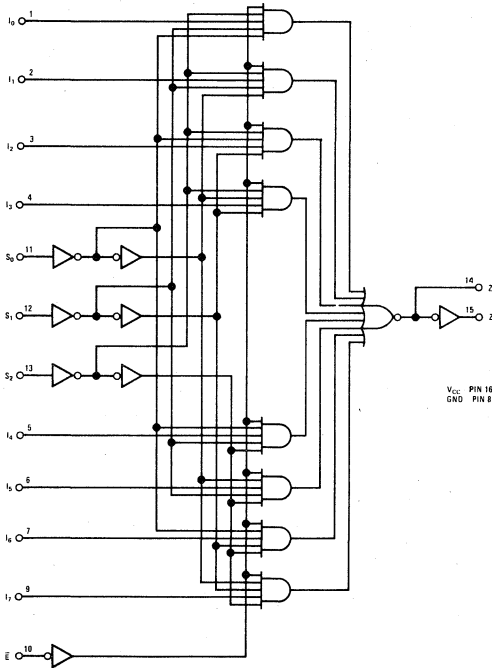 1
I₀
2
I₁
3
I₂
4
I₃
11
S₀
12
S₁
13
S₂
14
Z
15
Z
V_CC PIN 16
GND PIN 8
5
I₄
6
I₅
7
I₆
9
I₇
10
E̅